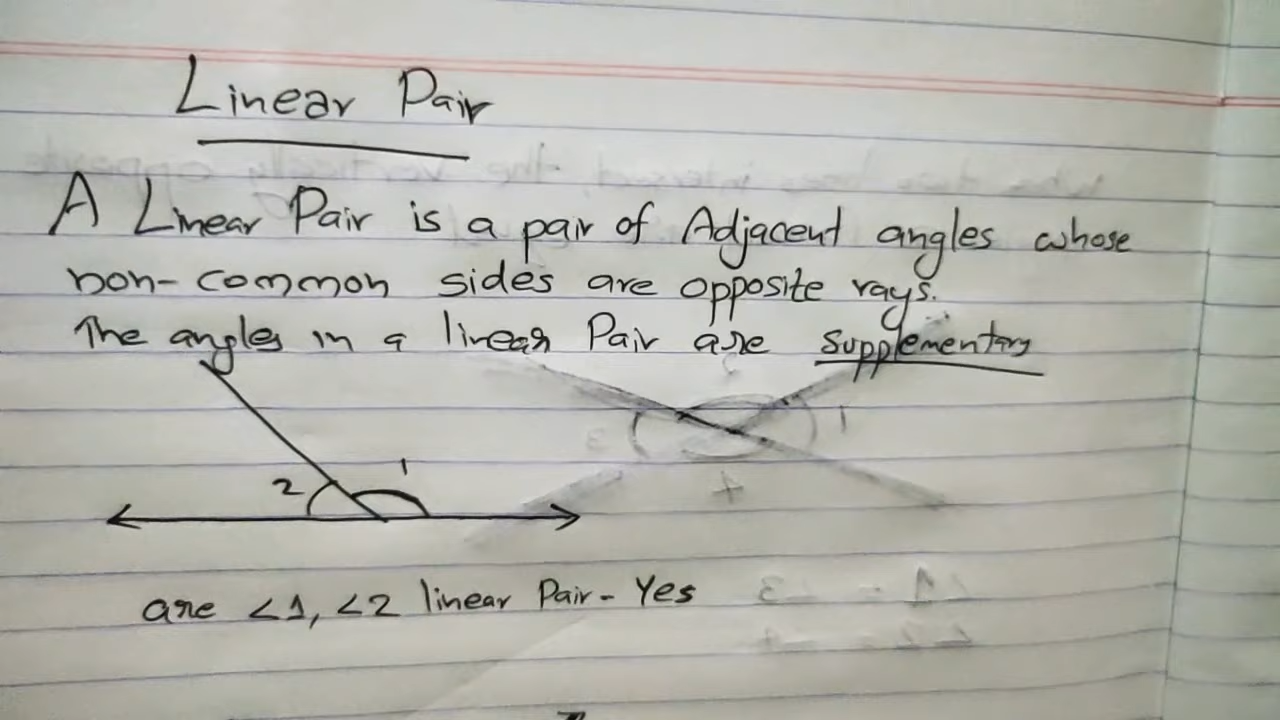 Linear Pair
A Linear Pair is a pair of Adjacent angles whose
non-common sides are opposite rays.
The angles in a linear Pair are Supplementary
1
2
are ∠1, ∠2 linear Pair - Yes